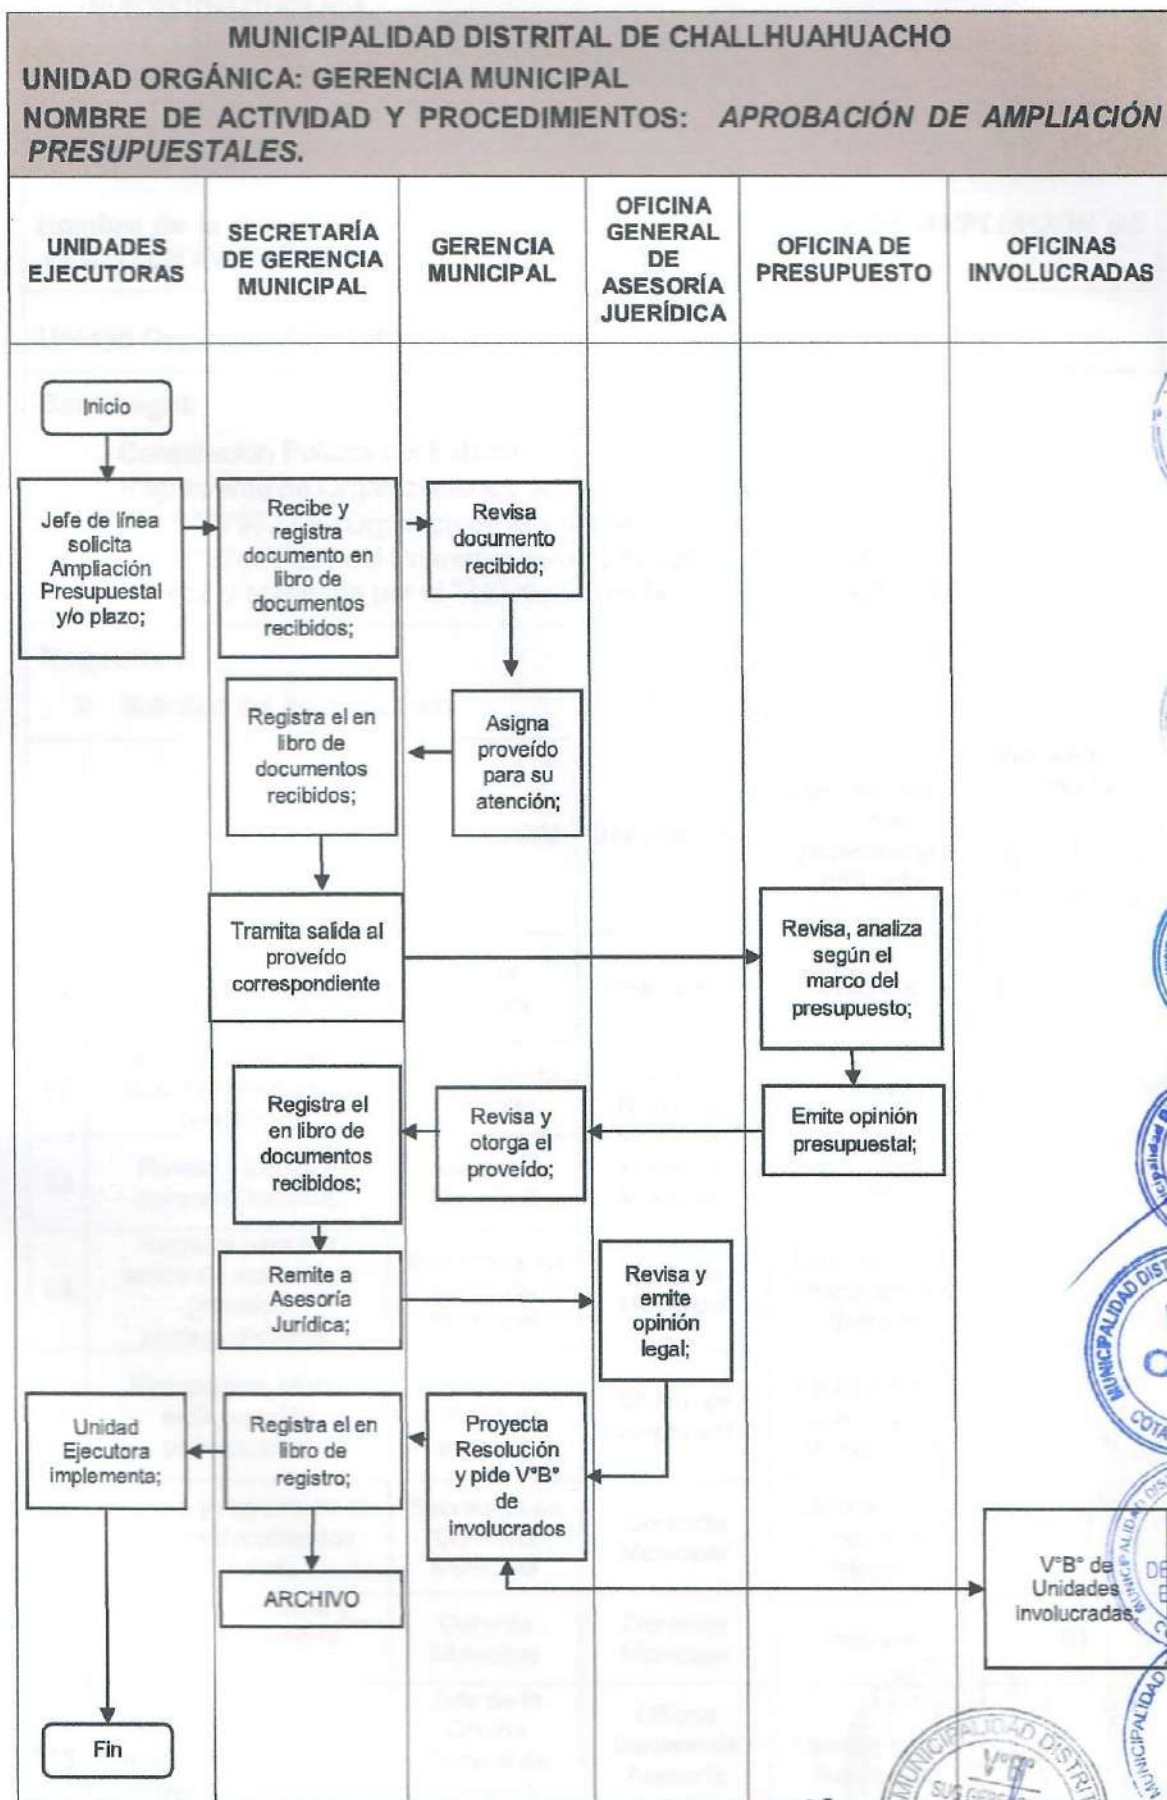 MUNICIPALIDAD DISTRITAL DE CHALLHUAHUACHO
UNIDAD ORGÁNICA: GERENCIA MUNICIPAL
NOMBRE DE ACTIVIDAD Y PROCEDIMIENTOS: APROBACIÓN DE AMPLIACIÓN
PRESUPUESTALES.
UNIDADES
EJECUTORAS
SECRETARÍA
DE GERENCIA
MUNICIPAL
GERENCIA
MUNICIPAL
OFICINA
GENERAL
DE
ASESORÍA
JUERÍDICA
OFICINA DE
PRESUPUESTO
OFICINAS
INVOLUCRADAS
Inicio
Jefe de línea
solicita
Ampliación
Presupuestal
y/o plazo;
Recibe y
registra
documento en
libro de
documentos
recibidos;
Revisa
documento
recibido;
Registra el en
libro de
documentos
recibidos;
Asigna
proveído
para su
atención;
Tramita salida al
proveído
correspondiente
Revisa, analiza
según el
marco del
presupuesto;
Registra el
en libro de
documentos
recibidos;
Revisa y
otorga el
proveído;
Emite opinión
presupuestal;
Remite a
Asesoría
Jurídica;
Revisa y
emite
opinión
legal;
Unidad
Ejecutora
implementa;
Registra el en
libro de
registro;
Proyecta
Resolución
y pide V°B°
de
involucrados
ARCHIVO
V°B° de
Unidades
involucradas;
Fin
MUNICIPALIDAD DIST
COTA
MUNICIPALIDAD DISTRI
V°B°
MUNICIPALIDAD